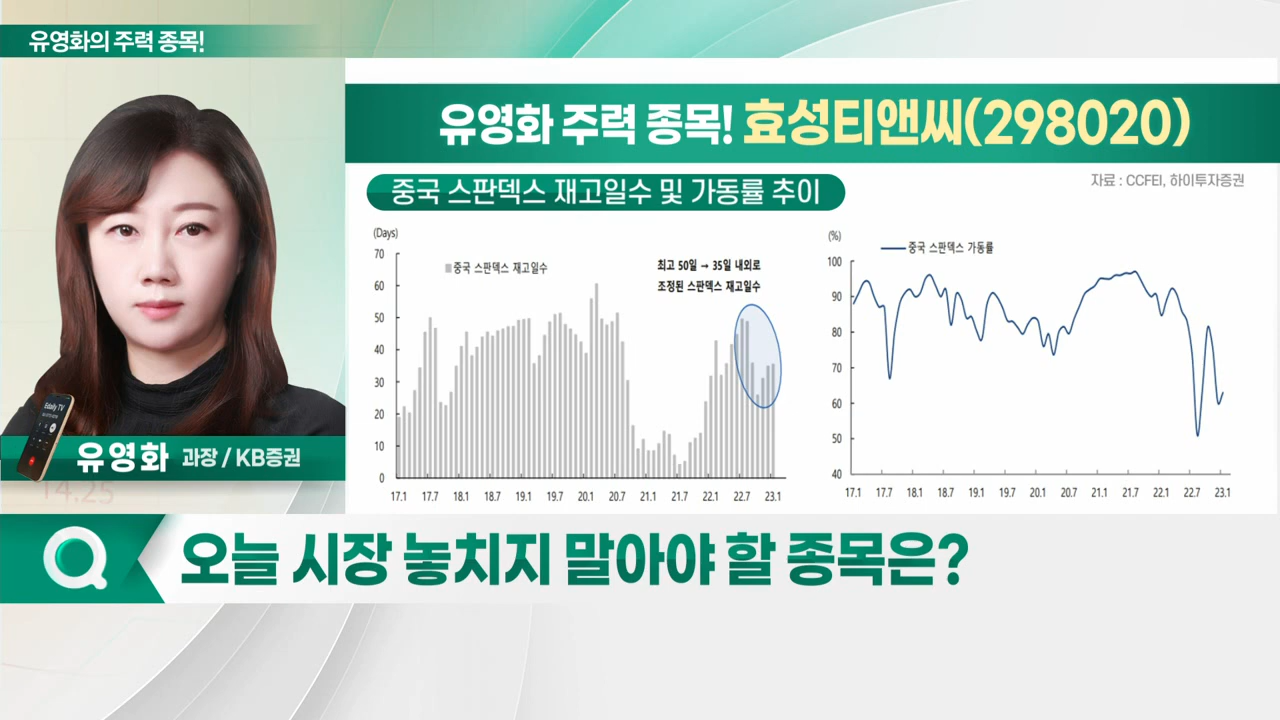 유영화의 주력 종목!
유영화 주력 종목! 효성티앤씨(298020)
중국 스판덱스 재고일수 및 가동률 추이
자료 : CCFEI, 하이투자증권
(Days)
중국 스판덱스 재고일수
최고 50일 → 35일 내외로
조정된 스판덱스 재고일수
70
60
50
40
30
20
10
0
17.1 17.7 18.1 18.7 19.1 19.7 20.1 20.7 21.1 21.7 22.1 22.7 23.1
(%)
중국 스판덱스 가동률
100
90
80
70
60
50
40
17.1 17.7 18.1 18.7 19.1 19.7 20.1 20.7 21.1 21.7 22.1 22.7 23.1
Edaily TV
유영화 과장 / KB증권
14.25
Q 오늘 시장 놓치지 말아야 할 종목은?